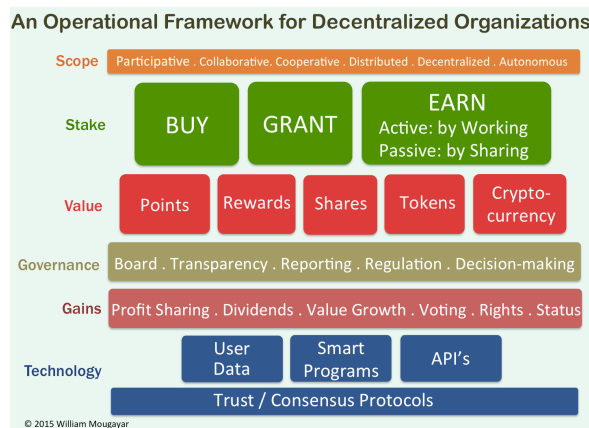 An Operational Framework for Decentralized Organizations
Scope
Participative . Collaborative. Cooperative . Distributed . Decentralized . Autonomous
Stake
BUY
GRANT
EARN
Active: by Working
Passive: by Sharing
Value
Points
Rewards
Shares
Tokens
Crypto-
currency
Governance
Board . Transparency . Reporting . Regulation . Decision-making
Gains
Profit Sharing . Dividends . Value Growth . Voting . Rights . Status
Technology
User
Data
Smart
Programs
API's
Trust / Consensus Protocols
© 2015 William Mougayar